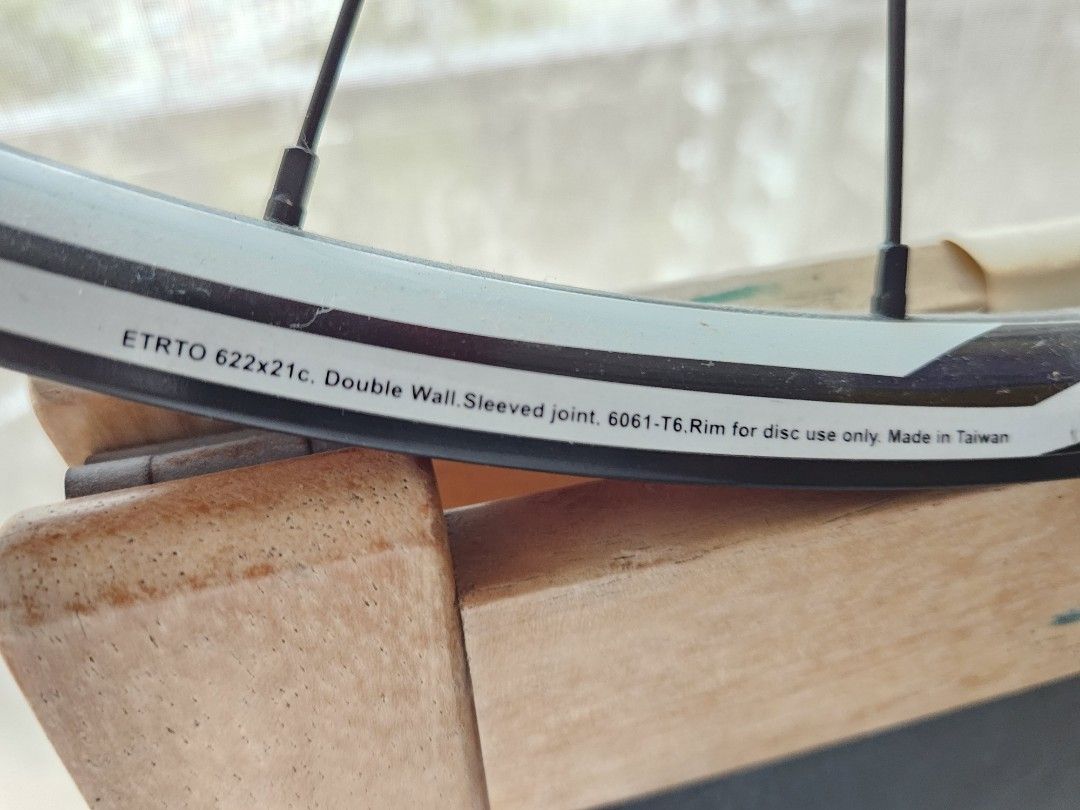 ETRTO 622x21c. Double Wall.Sleeved joint. 6061-T6.Rim for disc use only. Made in Taiwan